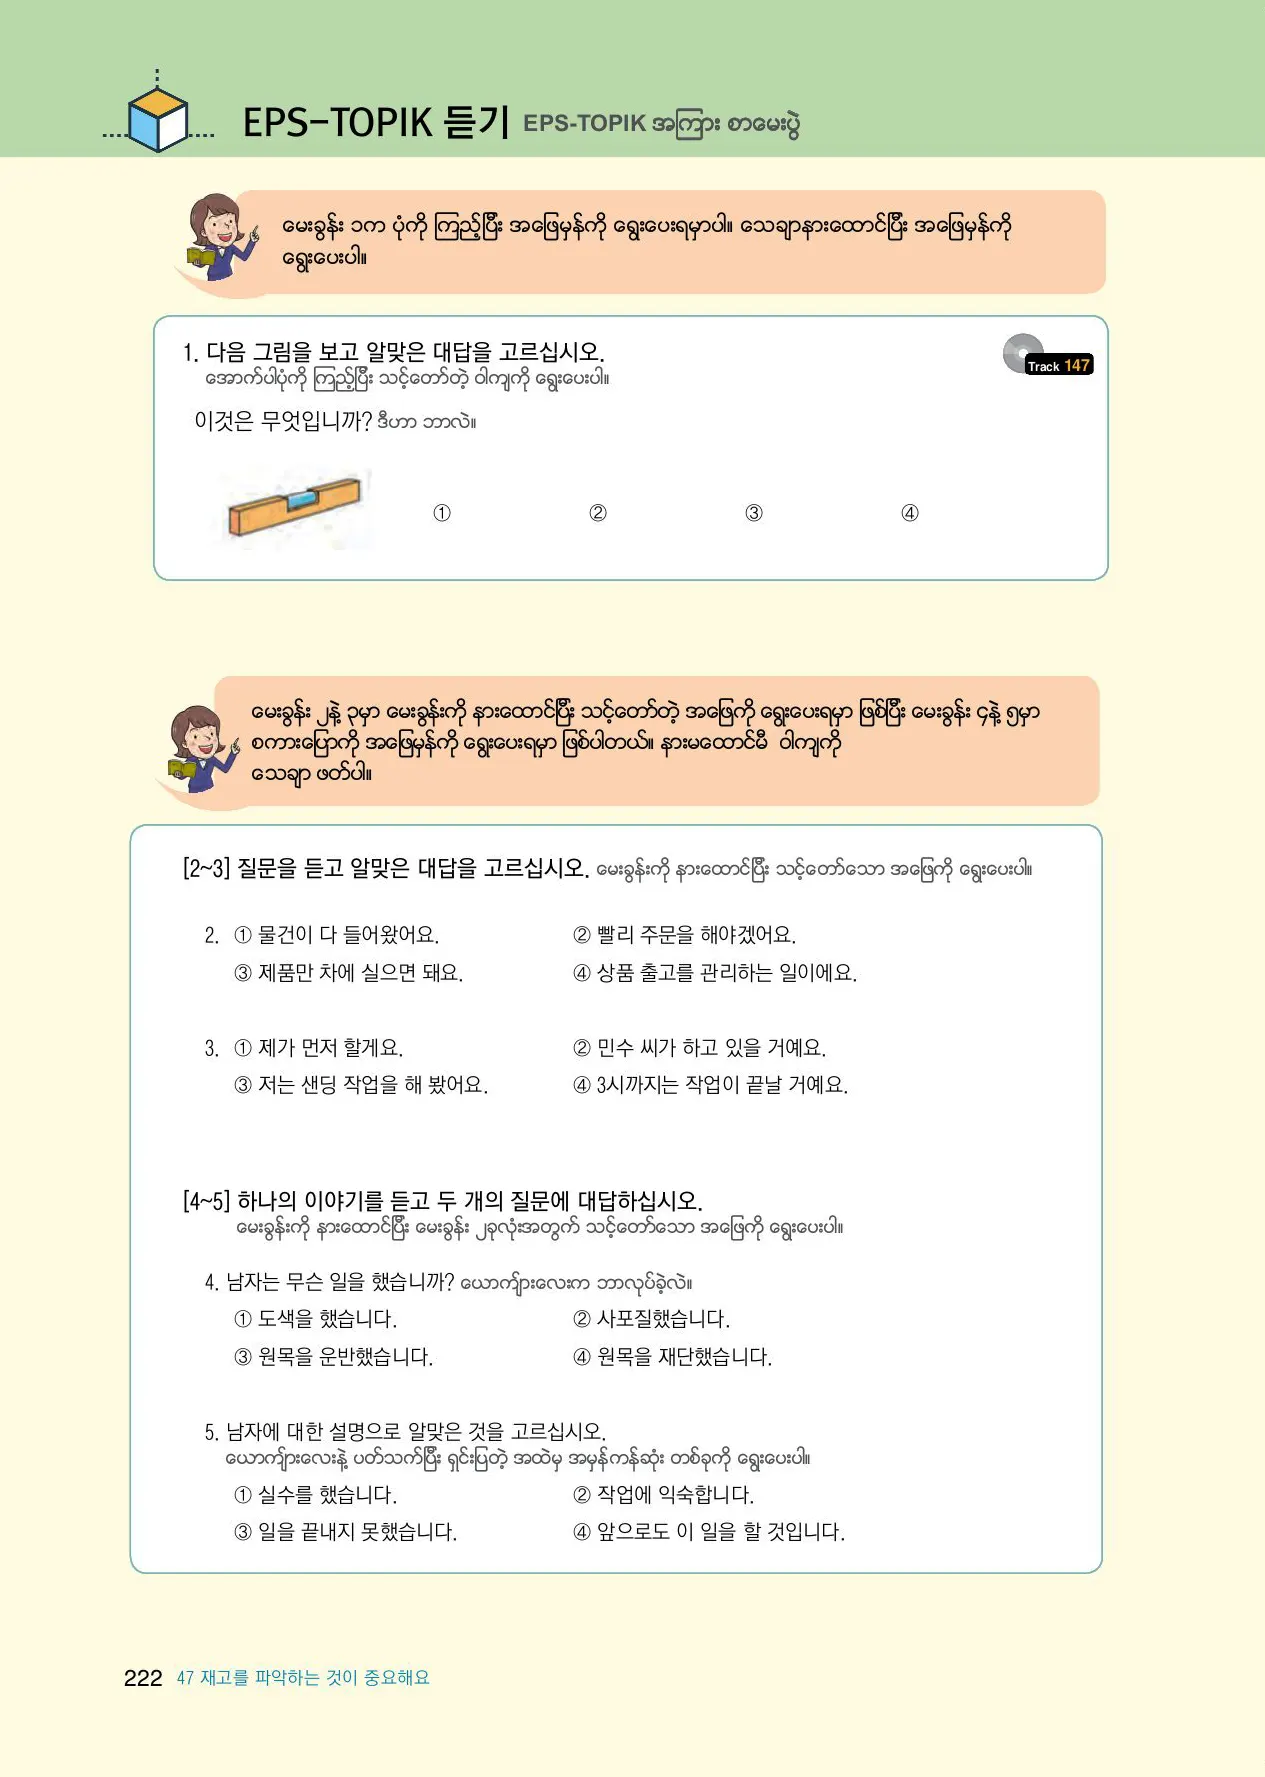 EPS-TOPIK 듣기 EPS-TOPIK အကြား စာမေးပွဲ
မေးခွန်း ၁က ပုံကို ကြည့်ပြီး အဖြေမှန်ကို ရွေးပေးရမှာပါ။ သေချာနားထောင်ပြီး အဖြေမှန်ကို
ရွေးပေးပါ။
1. 다음 그림을 보고 알맞은 대답을 고르십시오.
Track 147
အောက်ပါပုံကို ကြည့်ပြီး သင့်တော်တဲ့ ဝါကျကို ရွေးပေးပါ။
이것은 무엇입니까? ဒီဟာ ဘာလဲ။
① ② ③ ④
မေးခွန်း ၂နဲ့ ၃မှာ မေးခွန်းကို နားထောင်ပြီး သင့်တော်တဲ့ အဖြေကို ရွေးပေးရမှာ ဖြစ်ပြီး မေးခွန်း ၄နဲ့ ၅မှာ
စကားပြောကို အဖြေမှန်ကို ရွေးပေးရမှာ ဖြစ်ပါတယ်။ နားမထောင်မီ ဝါကျကို
သေချာ ဖတ်ပါ။
[2~3] 질문을 듣고 알맞은 대답을 고르십시오. မေးခွန်းကို နားထောင်ပြီး သင့်တော်သော အဖြေကို ရွေးပေးပါ။
2. ① 물건이 다 들어왔어요. ② 빨리 주문을 해야겠어요.
③ 제품만 차에 실으면 돼요. ④ 상품 출고를 관리하는 일이에요.
3. ① 제가 먼저 할게요. ② 민수 씨가 하고 있을 거예요.
③ 저는 샌딩 작업을 해 봤어요. ④ 3시까지는 작업이 끝날 거예요.
[4~5] 하나의 이야기를 듣고 두 개의 질문에 대답하십시오.
မေးခွန်းကို နားထောင်ပြီး မေးခွန်း ၂ခုလုံးအတွက် သင့်တော်သော အဖြေကို ရွေးပေးပါ။
4. 남자는 무슨 일을 했습니까? ယောက်ျားလေးက ဘာလုပ်ခဲ့လဲ။
① 도색을 했습니다. ② 사포질했습니다.
③ 원목을 운반했습니다. ④ 원목을 재단했습니다.
5. 남자에 대한 설명으로 알맞은 것을 고르십시오.
ယောက်ျားလေးနဲ့ ပတ်သက်ပြီး ရှင်းပြတဲ့ အထဲမှ အမှန်ကန်ဆုံး တစ်ခုကို ရွေးပေးပါ။
① 실수를 했습니다. ② 작업에 익숙합니다.
③ 일을 끝내지 못했습니다. ④ 앞으로도 이 일을 할 것입니다.
222 47 재고를 파악하는 것이 중요해요